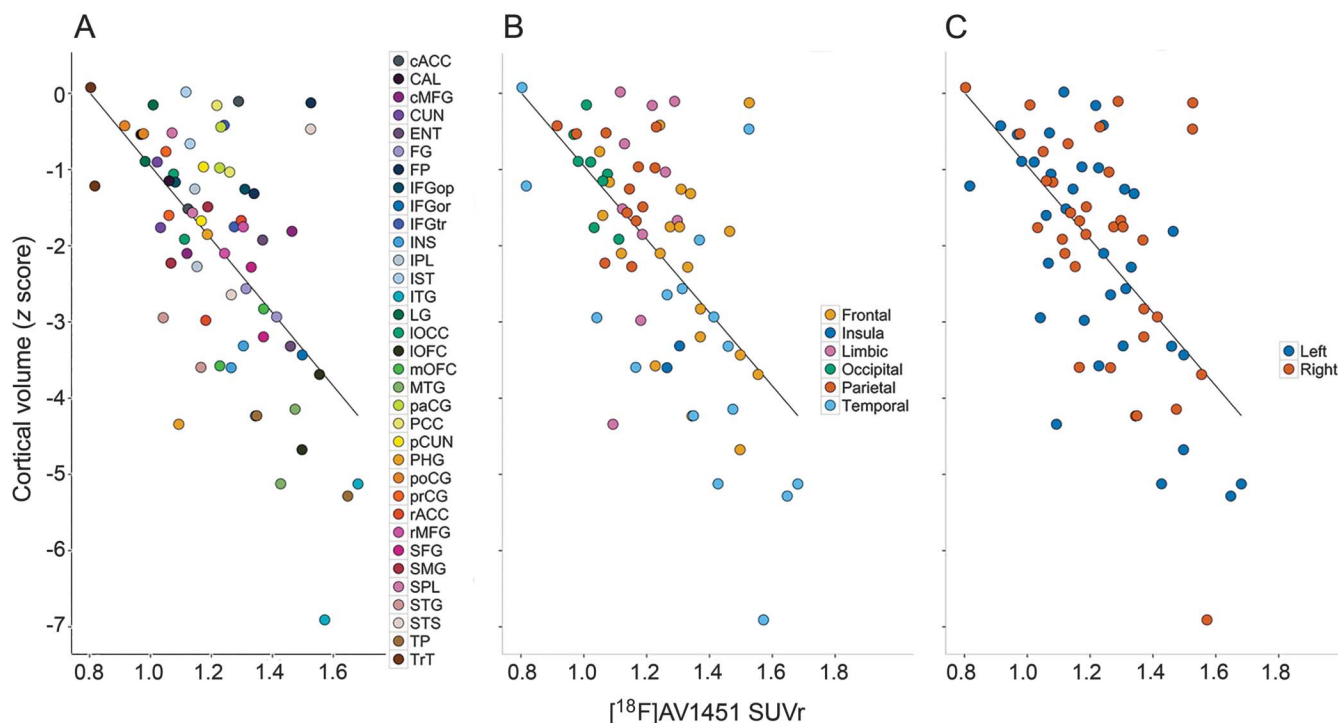 A
B
C
Cortical volume (z score)
0
-1
-2
-3
-4
-5
-6
-7
0.8 1.0 1.2 1.4 1.6
cACC
CAL
cMFG
CUN
ENT
FG
FP
IFGop
IFGor
IFGtr
INS
IPL
IST
ITG
LG
lOCC
lOFC
mOFC
MTG
paCG
PCC
pCUN
PHG
poCG
prCG
rACC
rMFG
SFG
SMG
SPL
STG
STS
TP
TrT
Frontal
Insula
Limbic
Occipital
Parietal
Temporal
0.8 1.0 1.2 1.4 1.6 1.8
Left
Right
0.8 1.0 1.2 1.4 1.6 1.8
[¹⁸F]AV1451 SUVr